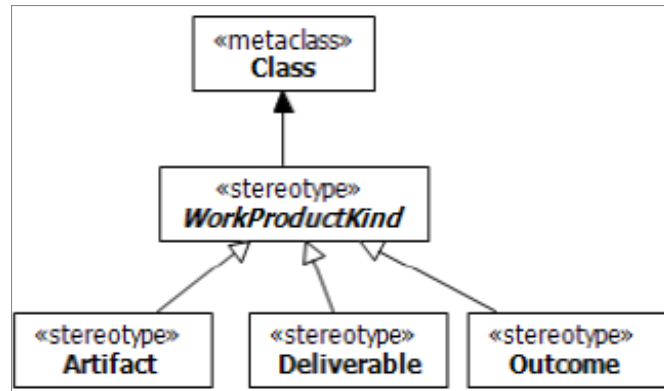 «metaclass»
Class
«stereotype»
WorkProductKind
«stereotype»
Artifact
«stereotype»
Deliverable
«stereotype»
Outcome